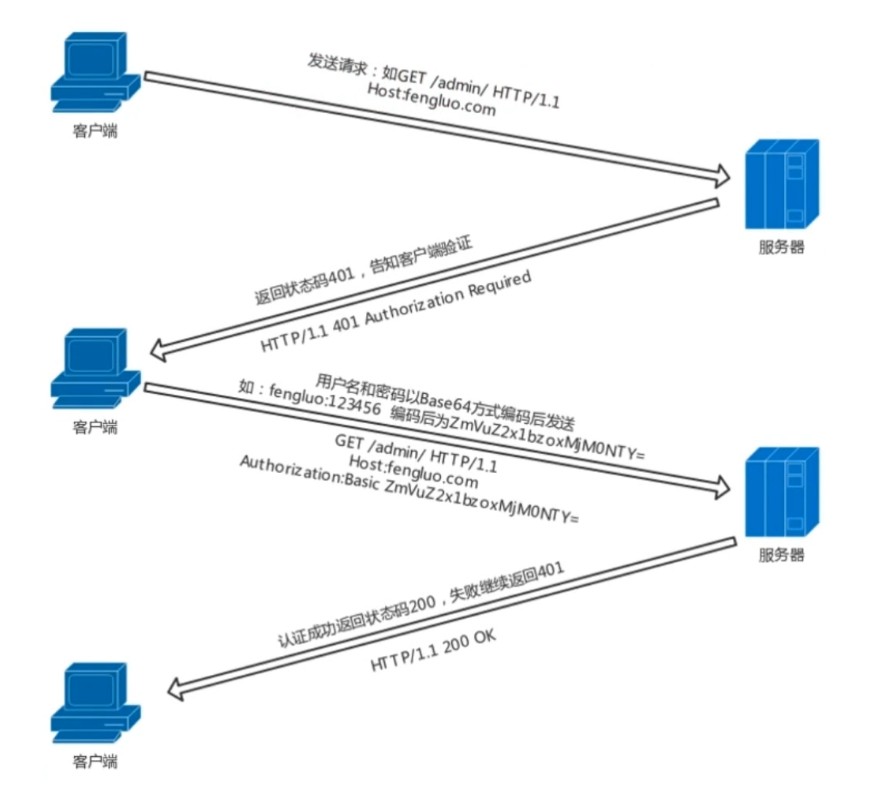 发送请求：如GET /admin/ HTTP/1.1
Host:fengluo.com
客户端
服务器
返回状态码401，告知客户端验证
HTTP/1.1 401 Authorization Required
客户端
用户名和密码以Base64方式编码后发送
如：fengluo:123456 编码后为ZmVuZ2x1bzoxMjM0NTY=
GET /admin/ HTTP/1.1
Host:fengluo.com
Authorization:Basic ZmVuZ2x1bzoxMjM0NTY=
服务器
认证成功返回状态码200，失败继续返回401
HTTP/1.1 200 OK
客户端